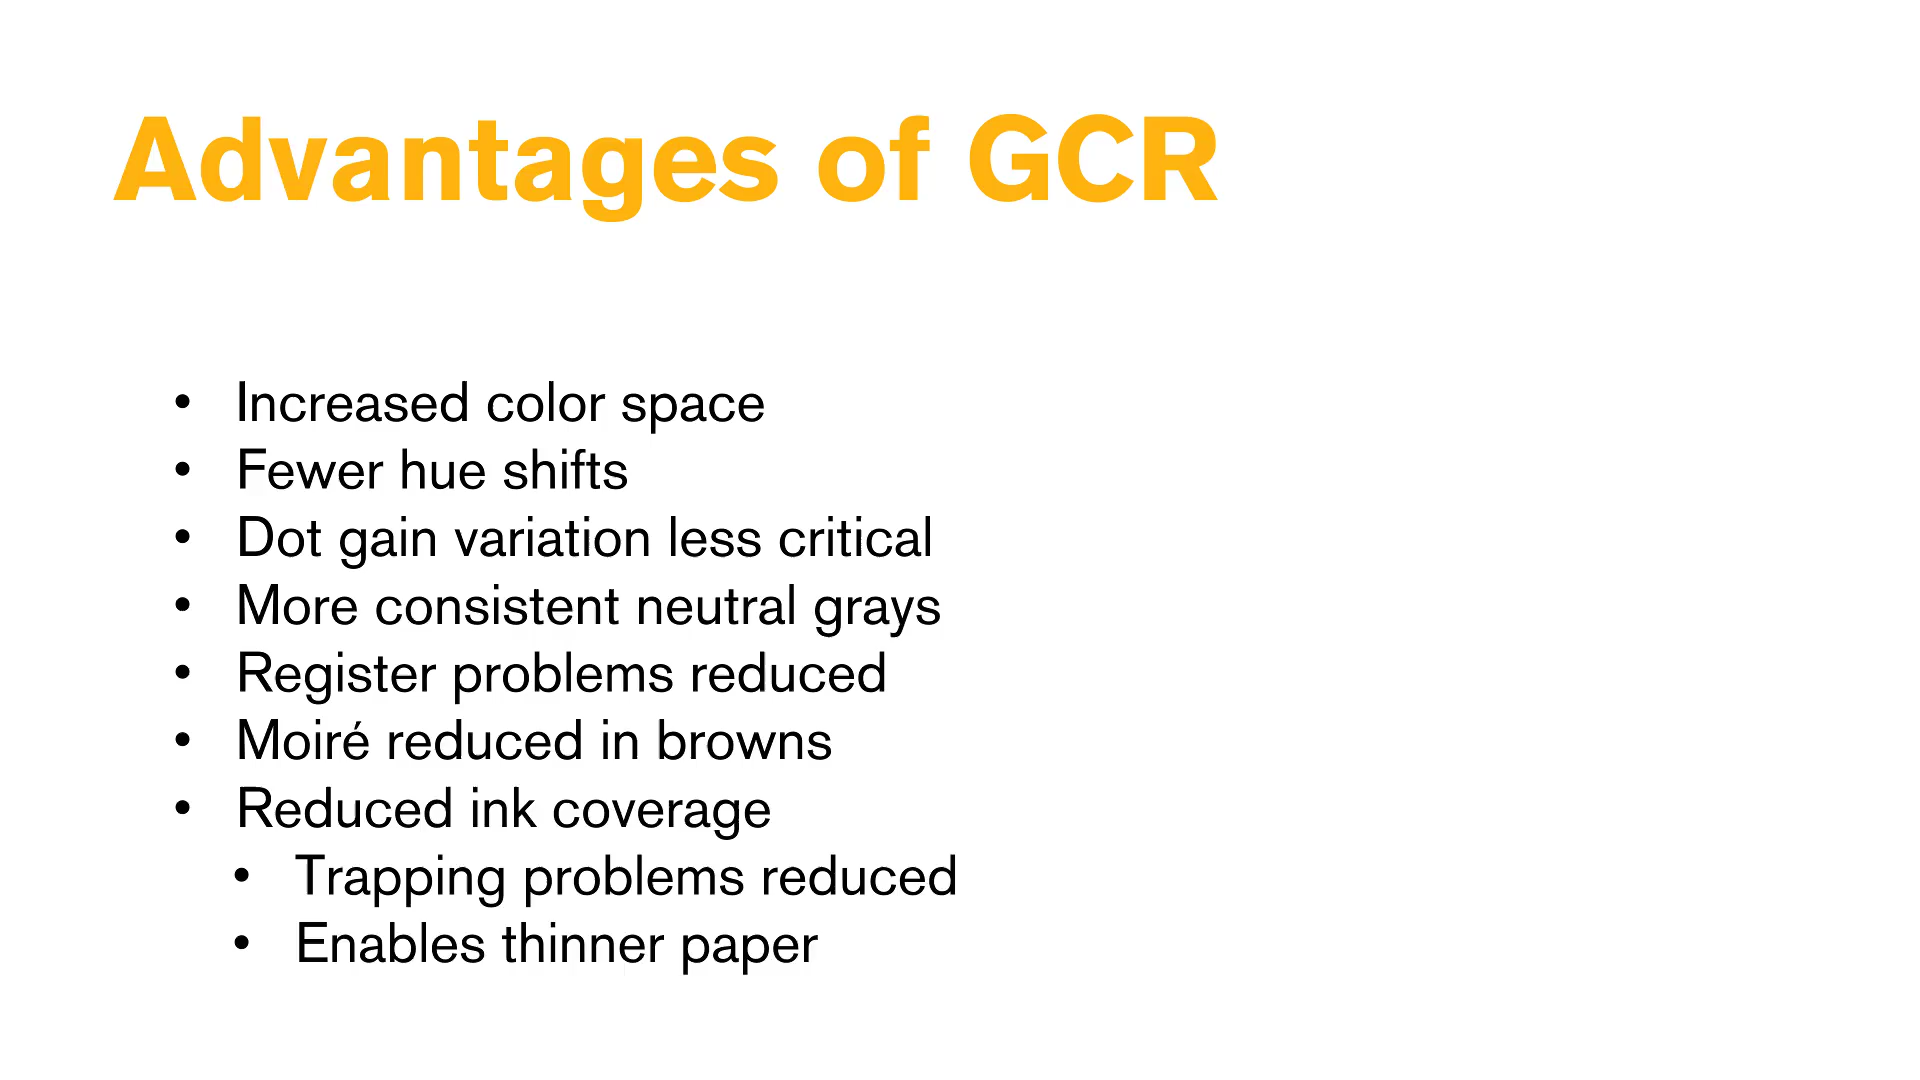 Advantages of GCR
• Increased color space
• Fewer hue shifts
• Dot gain variation less critical
• More consistent neutral grays
• Register problems reduced
• Moiré reduced in browns
• Reduced ink coverage
• Trapping problems reduced
• Enables thinner paper